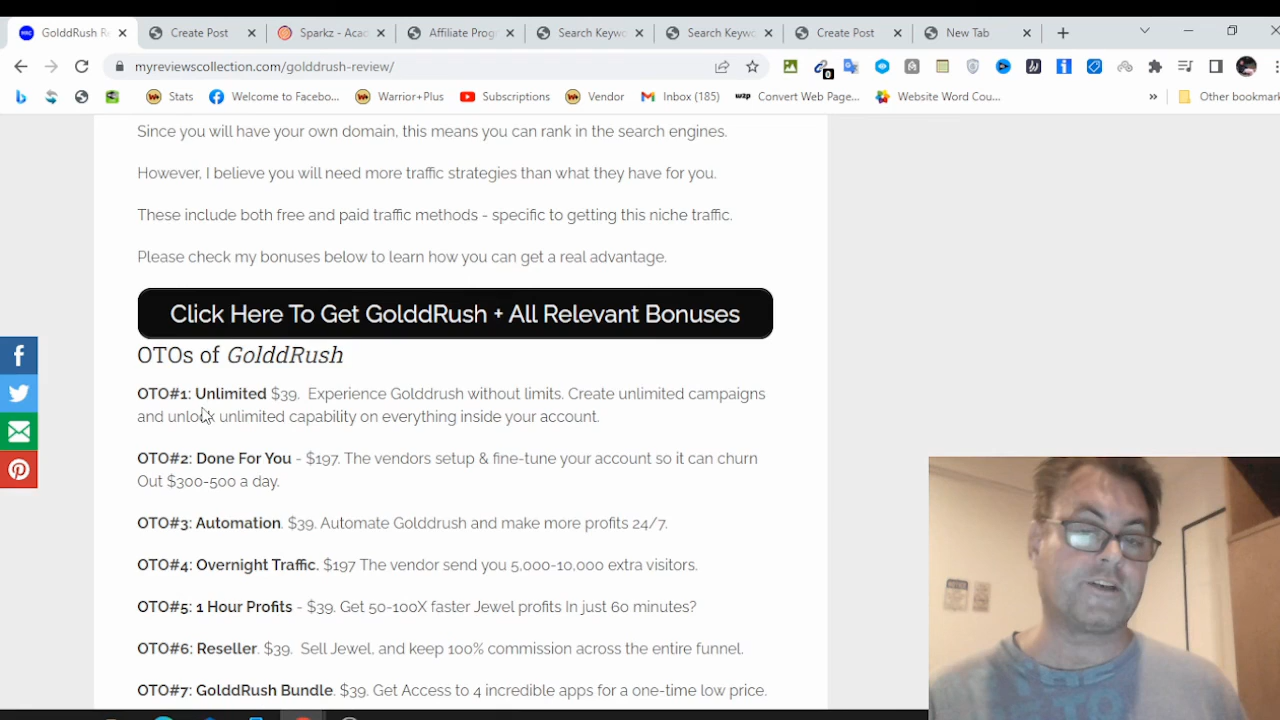 GolddRush R
Create Post
Sparkz - Acad
Affiliate Prog
Search Keywo
Search Keywo
Create Post
New Tab
myreviewscollection.com/golddrush-review/
0
Stats
Welcome to Facebo...
Warrior+Plus
Subscriptions
Vendor
Inbox (185)
Convert Web Page...
Website Word Cou...
»
Other bookmark
Since you will have your own domain, this means you can rank in the search engines.
However, I believe you will need more traffic strategies than what they have for you.
These include both free and paid traffic methods - specific to getting this niche traffic.
Please check my bonuses below to learn how you can get a real advantage.
Click Here To Get GolddRush + All Relevant Bonuses
OTOs of GolddRush
OTO#1: Unlimited $39. Experience Golddrush without limits. Create unlimited campaigns
and unlock unlimited capability on everything inside your account.
OTO#2: Done For You - $197. The vendors setup & fine-tune your account so it can churn
Out $300-500 a day.
OTO#3: Automation. $39. Automate Golddrush and make more profits 24/7.
OTO#4: Overnight Traffic. $197 The vendor send you 5,000-10,000 extra visitors.
OTO#5: 1 Hour Profits - $39. Get 50-100X faster Jewel profits In just 60 minutes?
OTO#6: Reseller. $39. Sell Jewel, and keep 100% commission across the entire funnel.
OTO#7: GolddRush Bundle. $39. Get Access to 4 incredible apps for a one-time low price.